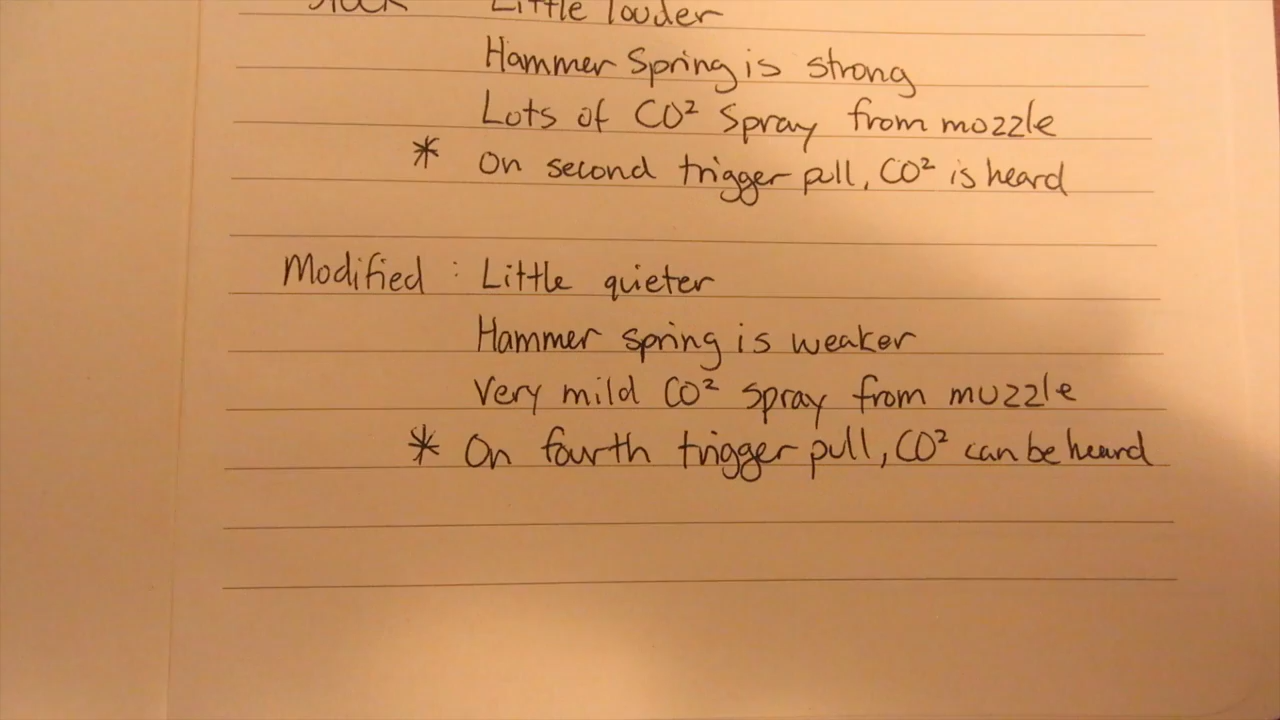 Stock Little louder
Hammer Spring is strong
Lots of CO² Spray from mozzle
* On second trigger pull, CO² is heard
Modified : Little quieter
Hammer spring is weaker
Very mild CO² spray from muzzle
* On fourth trigger pull, CO² can be heard